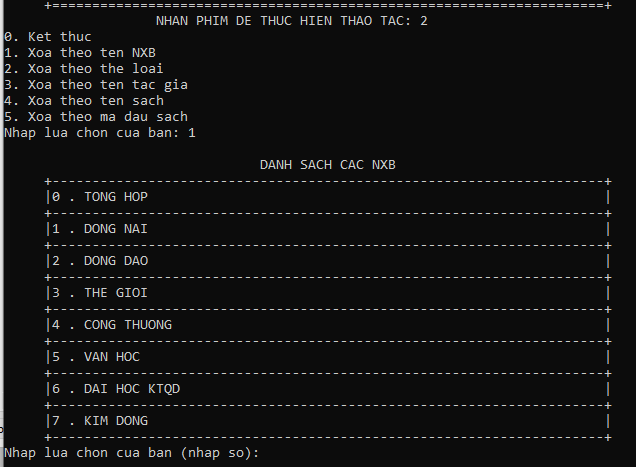 +=====================================================================+
NHAN PHIM DE THUC HIEN THAO TAC: 2
0. Ket thuc
1. Xoa theo ten NXB
2. Xoa theo the loai
3. Xoa theo ten tac gia
4. Xoa theo ten sach
5. Xoa theo ma dau sach
Nhap lua chon cua ban: 1
DANH SACH CAC NXB
+---------------------------------------------------------------------+
|0 . TONG HOP |
+---------------------------------------------------------------------+
|1 . DONG NAI |
+---------------------------------------------------------------------+
|2 . DONG DAO |
+---------------------------------------------------------------------+
|3 . THE GIOI |
+---------------------------------------------------------------------+
|4 . CONG THUONG |
+---------------------------------------------------------------------+
|5 . VAN HOC |
+---------------------------------------------------------------------+
|6 . DAI HOC KTQD |
+---------------------------------------------------------------------+
|7 . KIM DONG |
+---------------------------------------------------------------------+
Nhap lua chon cua ban (nhap so):